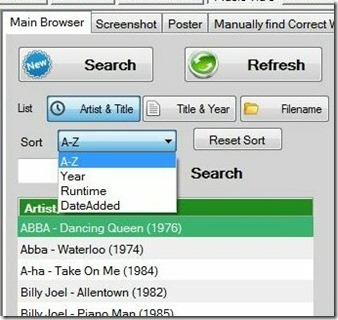 Main Browser Screenshot Poster Manually find Correct
New Search Refresh
List Artist & Title Title & Year Filename
Sort A-Z Reset Sort
A-Z
Year
Runtime
DateAdded
Search
Artist
ABBA - Dancing Queen (1976)
Abba - Waterloo (1974)
A-ha - Take On Me (1984)
Billy Joel - Allentown (1982)
Billy Joel - Piano Man (1985)